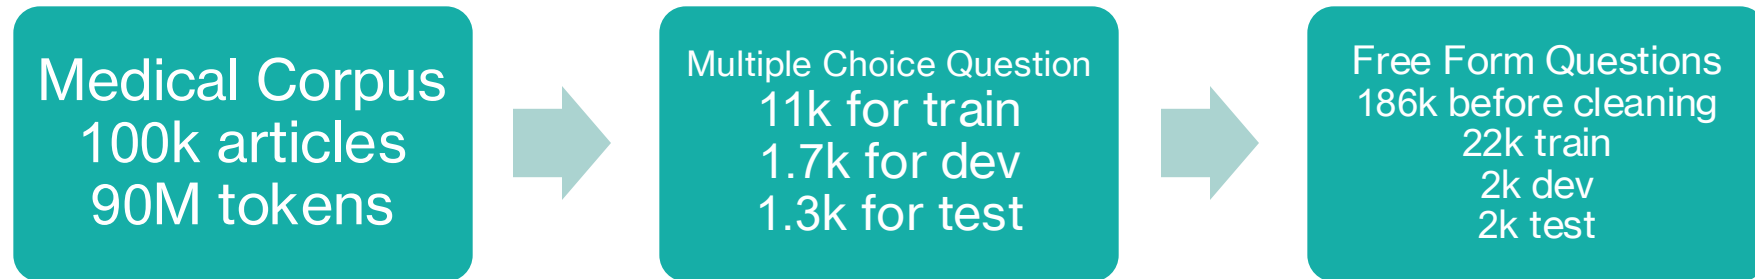 Medical Corpus
100k articles
90M tokens
Multiple Choice Question
11k for train
1.7k for dev
1.3k for test
Free Form Questions
186k before cleaning
22k train
2k dev
2k test